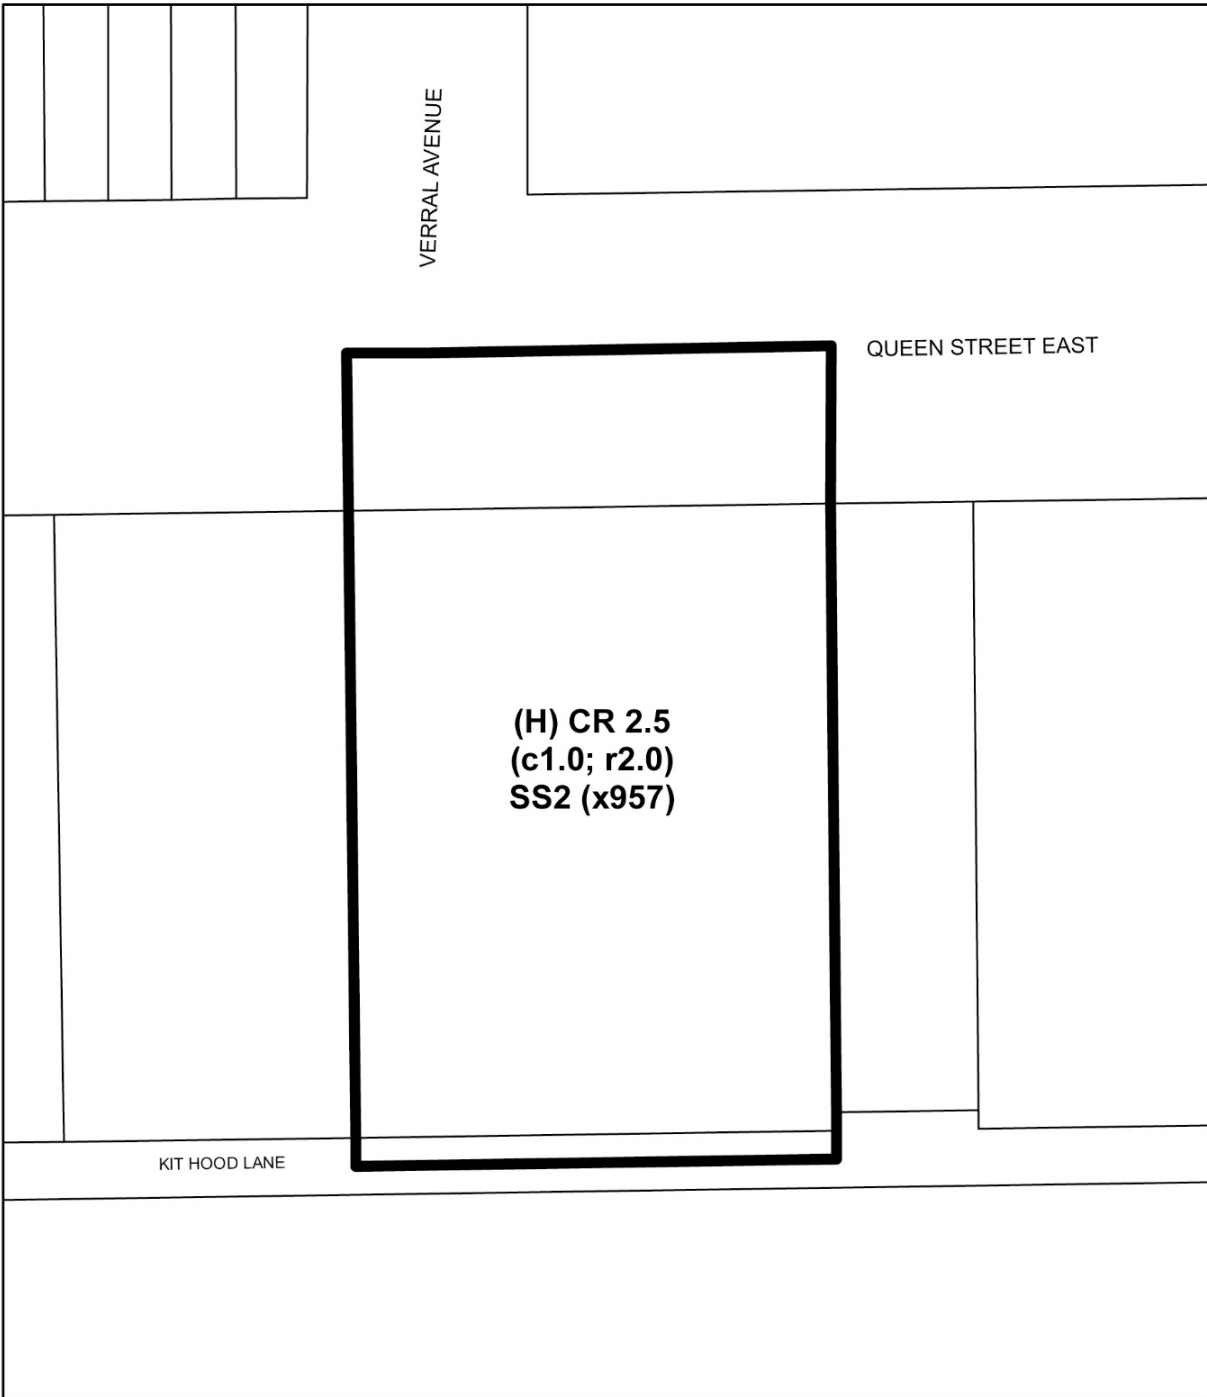 VERRAL AVENUE
QUEEN STREET EAST
(H) CR 2.5
(c1.0; r2.0)
SS2 (x957)
KIT HOOD LANE